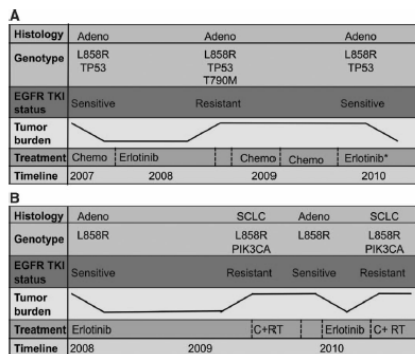 A
Histology Adeno Adeno Adeno
Genotype L858R L858R L858R
TP53 TP53 TP53
T790M
EGFR TKI
status Sensitive Resistant Sensitive
Tumor
burden
Treatment Chemo Erlotinib Chemo Chemo Erlotinib*
Timeline 2007 2008 2009 2010
B
Histology Adeno SCLC Adeno SCLC
Genotype L858R L858R L858R L858R
PIK3CA PIK3CA
EGFR TKI
status Sensitive Resistant Sensitive Resistant
Tumor
burden
Treatment Erlotinib C+RT Erlotinib C+ RT
Timeline 2008 2009 2010